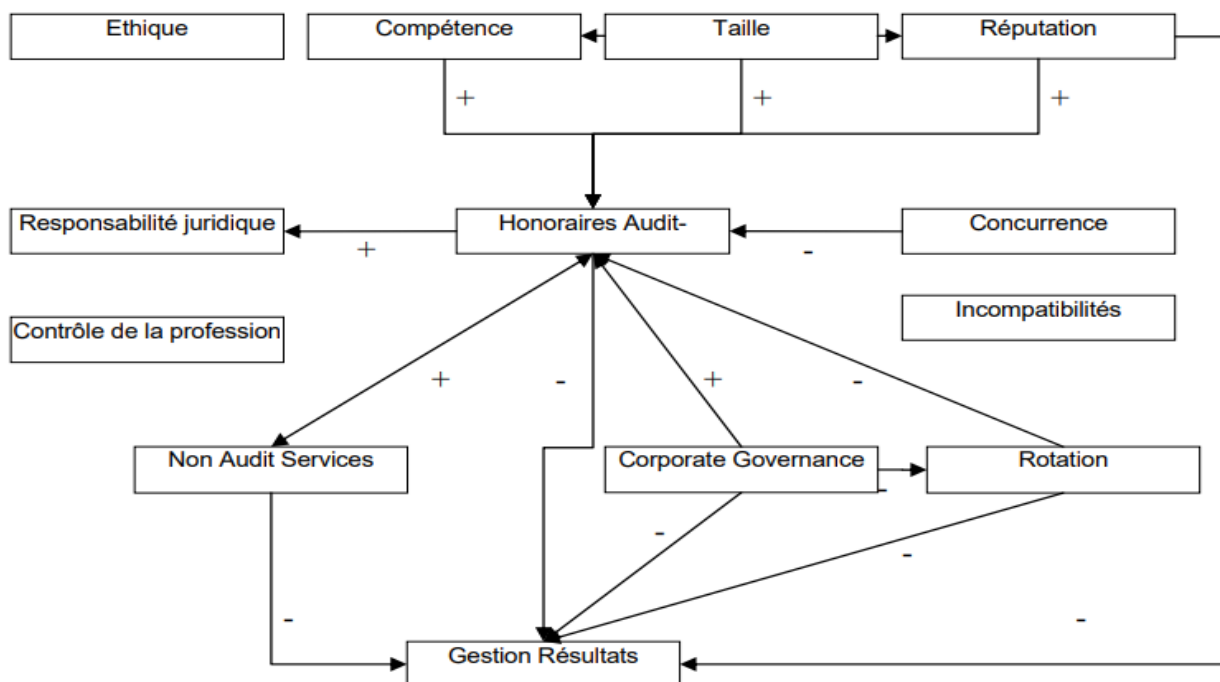 Ethique
Compétence
Taille
Réputation
+
+
+
Responsabilité juridique
Honoraires Audit-
Concurrence
+
-
Contrôle de la profession
Incompatibilités
+
-
+
-
Non Audit Services
Corporate Governance
Rotation
-
-
-
-
-
Gestion Résultats